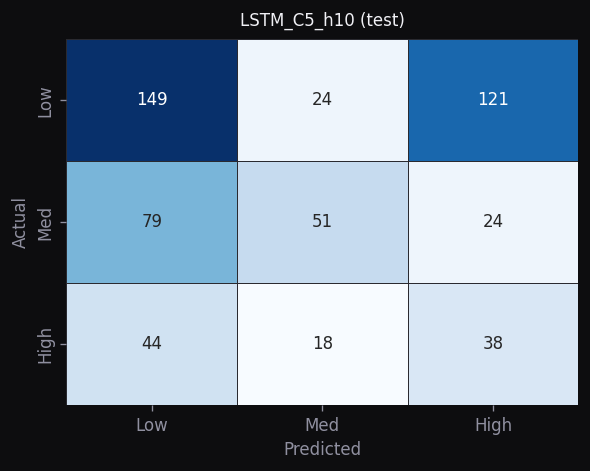 LSTM_C5_h10 (test)
Actual
Low 149 24 121
Med 79 51 24
High 44 18 38
Low Med High
Predicted